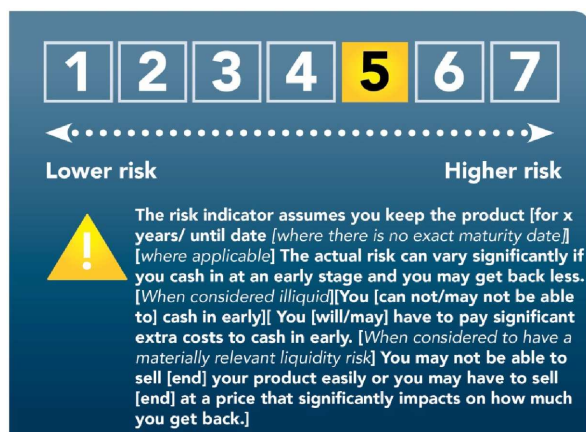 1 2 3 4 5 6 7
Lower risk Higher risk
!
The risk indicator assumes you keep the product [for x
years/ until date [where there is no exact maturity date]]
[where applicable] The actual risk can vary significantly if
you cash in at an early stage and you may get back less.
[When considered illiquid][You [can not/may not be able
to] cash in early][ You [will/may] have to pay significant
extra costs to cash in early. [When considered to have a
materially relevant liquidity risk] You may not be able to
sell [end] your product easily or you may have to sell
[end] at a price that significantly impacts on how much
you get back.]